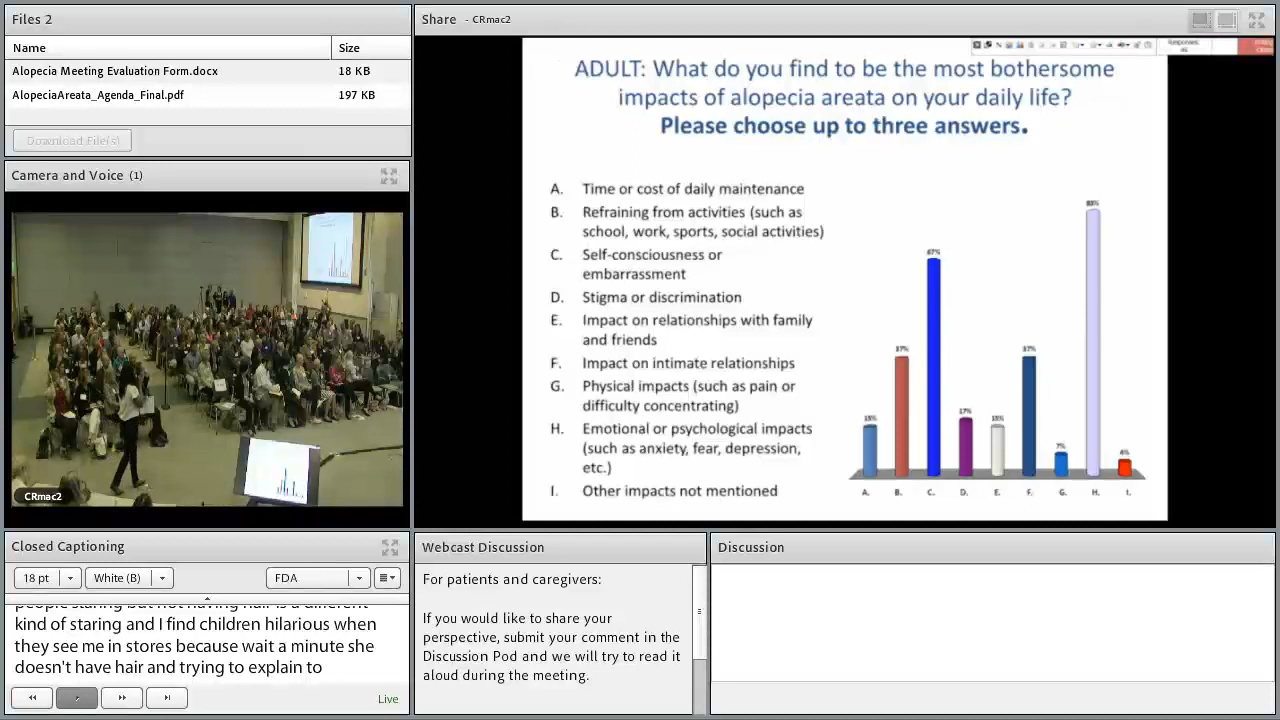 Files 2
Name
Size
Alopecia Meeting Evaluation Form.docx
18 KB
AlopeciaAreata_Agenda_Final.pdf
197 KB
Download File(s)
Camera and Voice (1)
CRmac2
Closed Captioning
18 pt
White (B)
FDA
people staring but not having hair is a different
kind of staring and I find children hilarious when
they see me in stores because wait a minute she
doesn't have hair and trying to explain to
Live
Share - CRmac2
Responses:
ADULT: What do you find to be the most bothersome
impacts of alopecia areata on your daily life?
Please choose up to three answers.
A. Time or cost of daily maintenance
B. Refraining from activities (such as
school, work, sports, social activities)
C. Self-consciousness or
embarrassment
D. Stigma or discrimination
E. Impact on relationships with family
and friends
F. Impact on intimate relationships
G. Physical impacts (such as pain or
difficulty concentrating)
H. Emotional or psychological impacts
(such as anxiety, fear, depression,
etc.)
I. Other impacts not mentioned
15%
37%
67%
17%
15%
37%
7%
4%
A. B. C. D. E. F. G. H. I.
Webcast Discussion
For patients and caregivers:
If you would like to share your
perspective, submit your comment in the
Discussion Pod and we will try to read it
aloud during the meeting.
Discussion